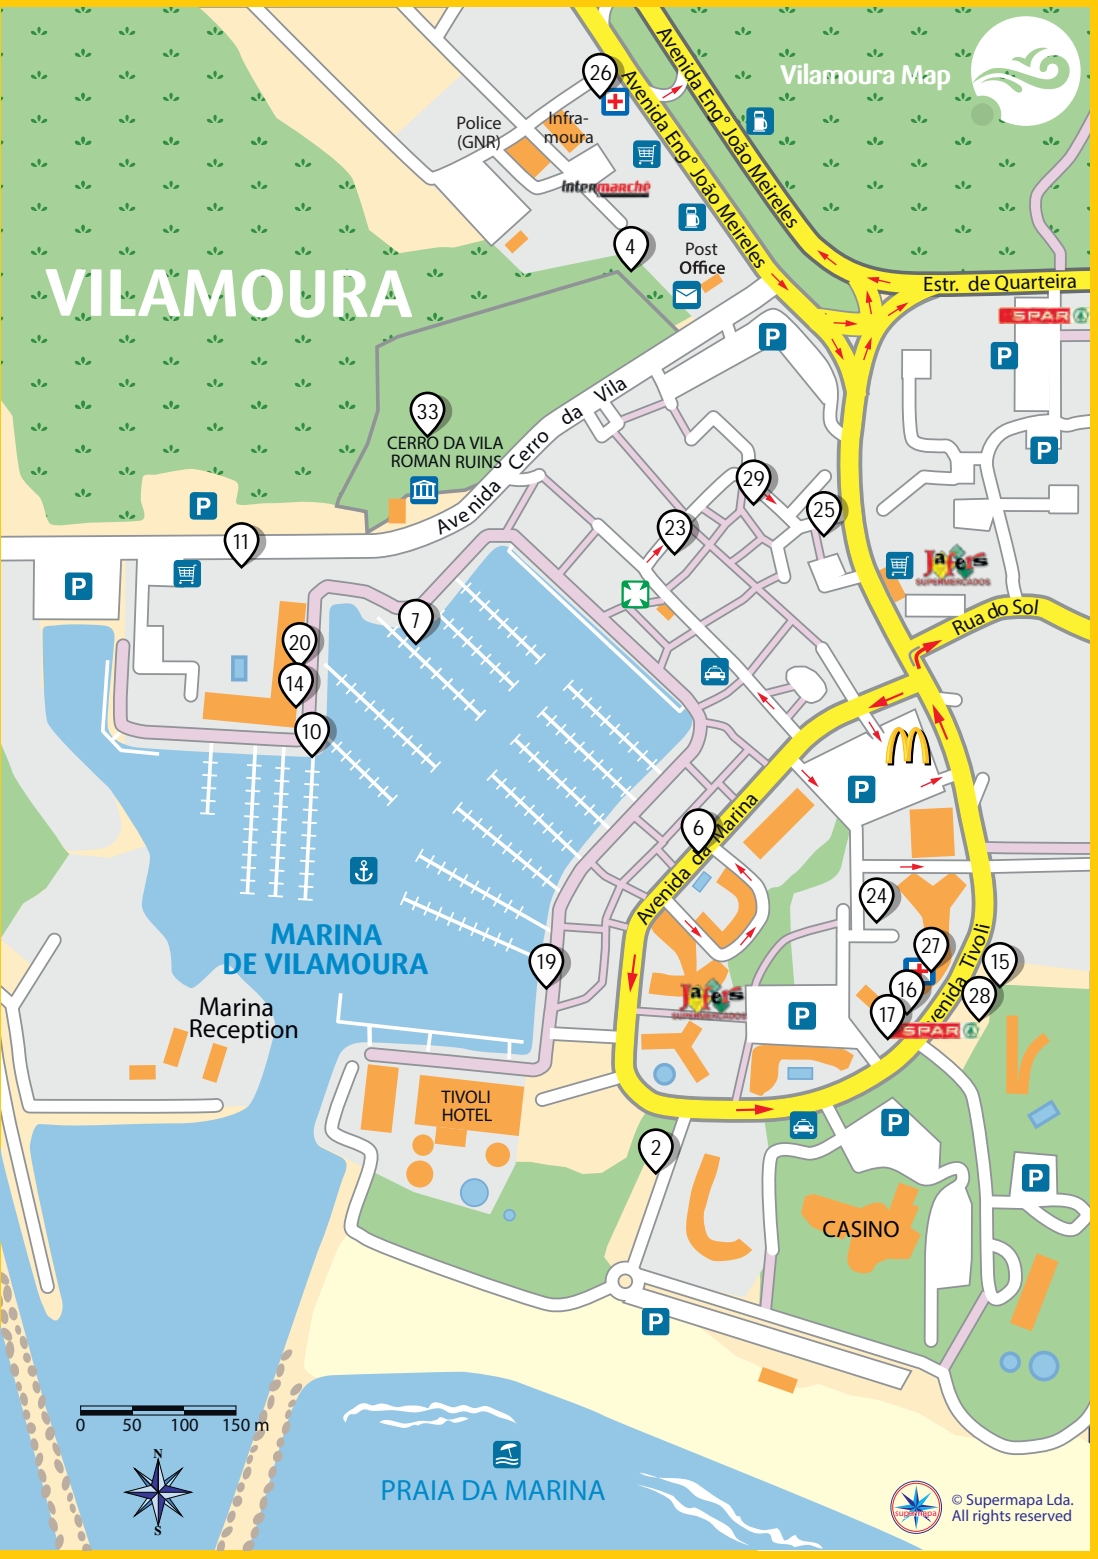 Vilamoura Map
26
Avenida Eng° João Meireles
Avenida Eng° João Meireles
Police
(GNR)
Infra-
moura
Intermarché
4
Post
Office
Estr. de Quarteira
SPAR
VILAMOURA
P
P
P
33
CERRO DA VILA
ROMAN RUINS
Avenida Cerro da Vila
29
25
23
P
11
P
Jafers
SUPERMERCADOS
Rua do Sol
7
20
14
10
M
P
6
Avenida da Marina
24
MARINA
DE VILAMOURA
19
27
15
16
28
17
Avenida Tivoli
SPAR
Jafers
SUPERMERCADOS
P
Marina
Reception
TIVOLI
HOTEL
2
P
P
CASINO
P
0 50 100 150 m
N
S
PRAIA DA MARINA
supermapa
© Supermapa Lda.
All rights reserved